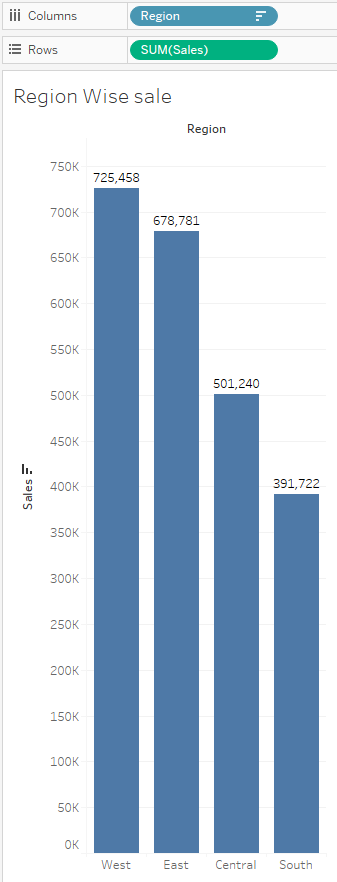 Columns Region
Rows SUM(Sales)
Region Wise sale
Region
750K
700K
650K
600K
550K
500K
450K
400K
350K
300K
250K
200K
150K
100K
50K
0K
Sales
725,458
678,781
501,240
391,722
West East Central South